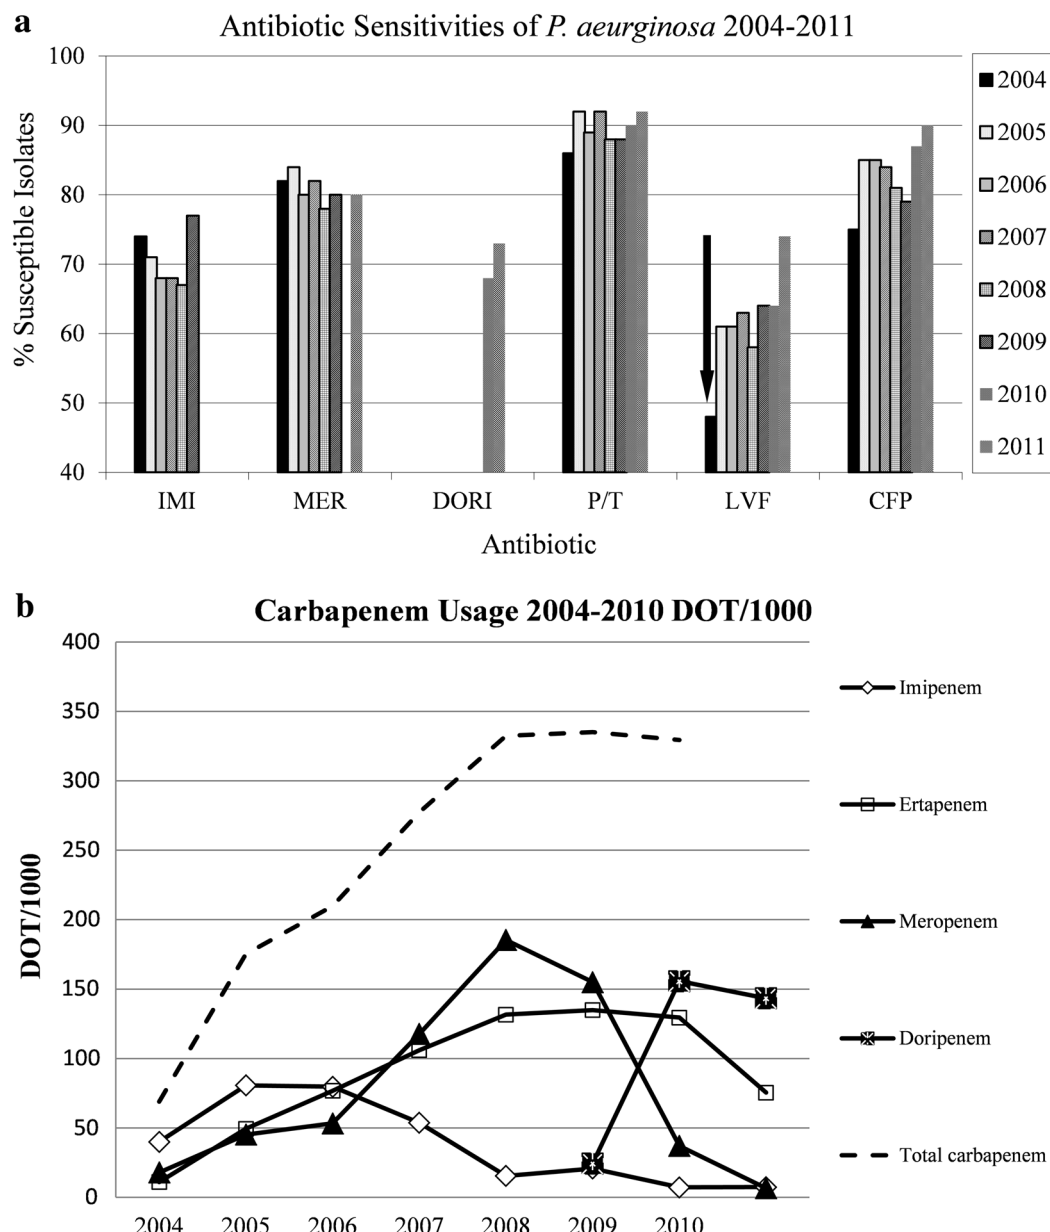 a
Antibiotic Sensitivities of P. aeurginosa 2004-2011
% Susceptible Isolates
100
90
80
70
60
50
40
IMI MER DORI P/T LVF CFP
Antibiotic
2004
2005
2006
2007
2008
2009
2010
2011
b
Carbapenem Usage 2004-2010 DOT/1000
DOT/1000
400
350
300
250
200
150
100
50
0
2004 2005 2006 2007 2008 2009 2010
Imipenem
Ertapenem
Meropenem
Doripenem
Total carbapenem